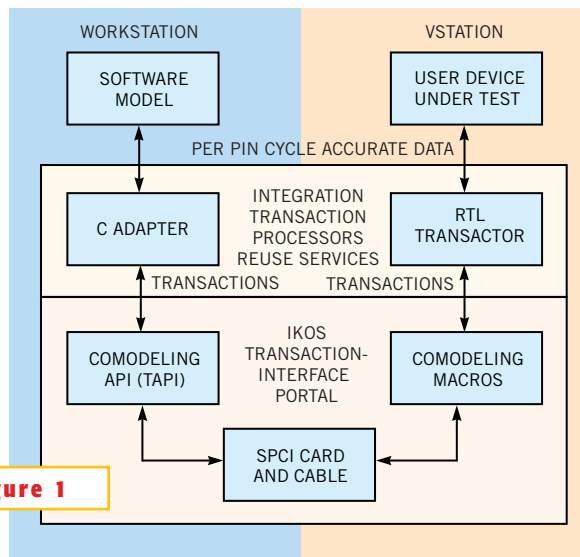 WORKSTATION
VSTATION
SOFTWARE
MODEL
USER DEVICE
UNDER TEST
PER PIN CYCLE ACCURATE DATA
C ADAPTER
INTEGRATION
TRANSACTION
PROCESSORS
REUSE SERVICES
RTL
TRANSACTOR
TRANSACTIONS
TRANSACTIONS
COMODELING
API (TAPI)
IKOS
TRANSACTION-
INTERFACE
PORTAL
COMODELING
MACROS
SPCI CARD
AND CABLE
gure 1